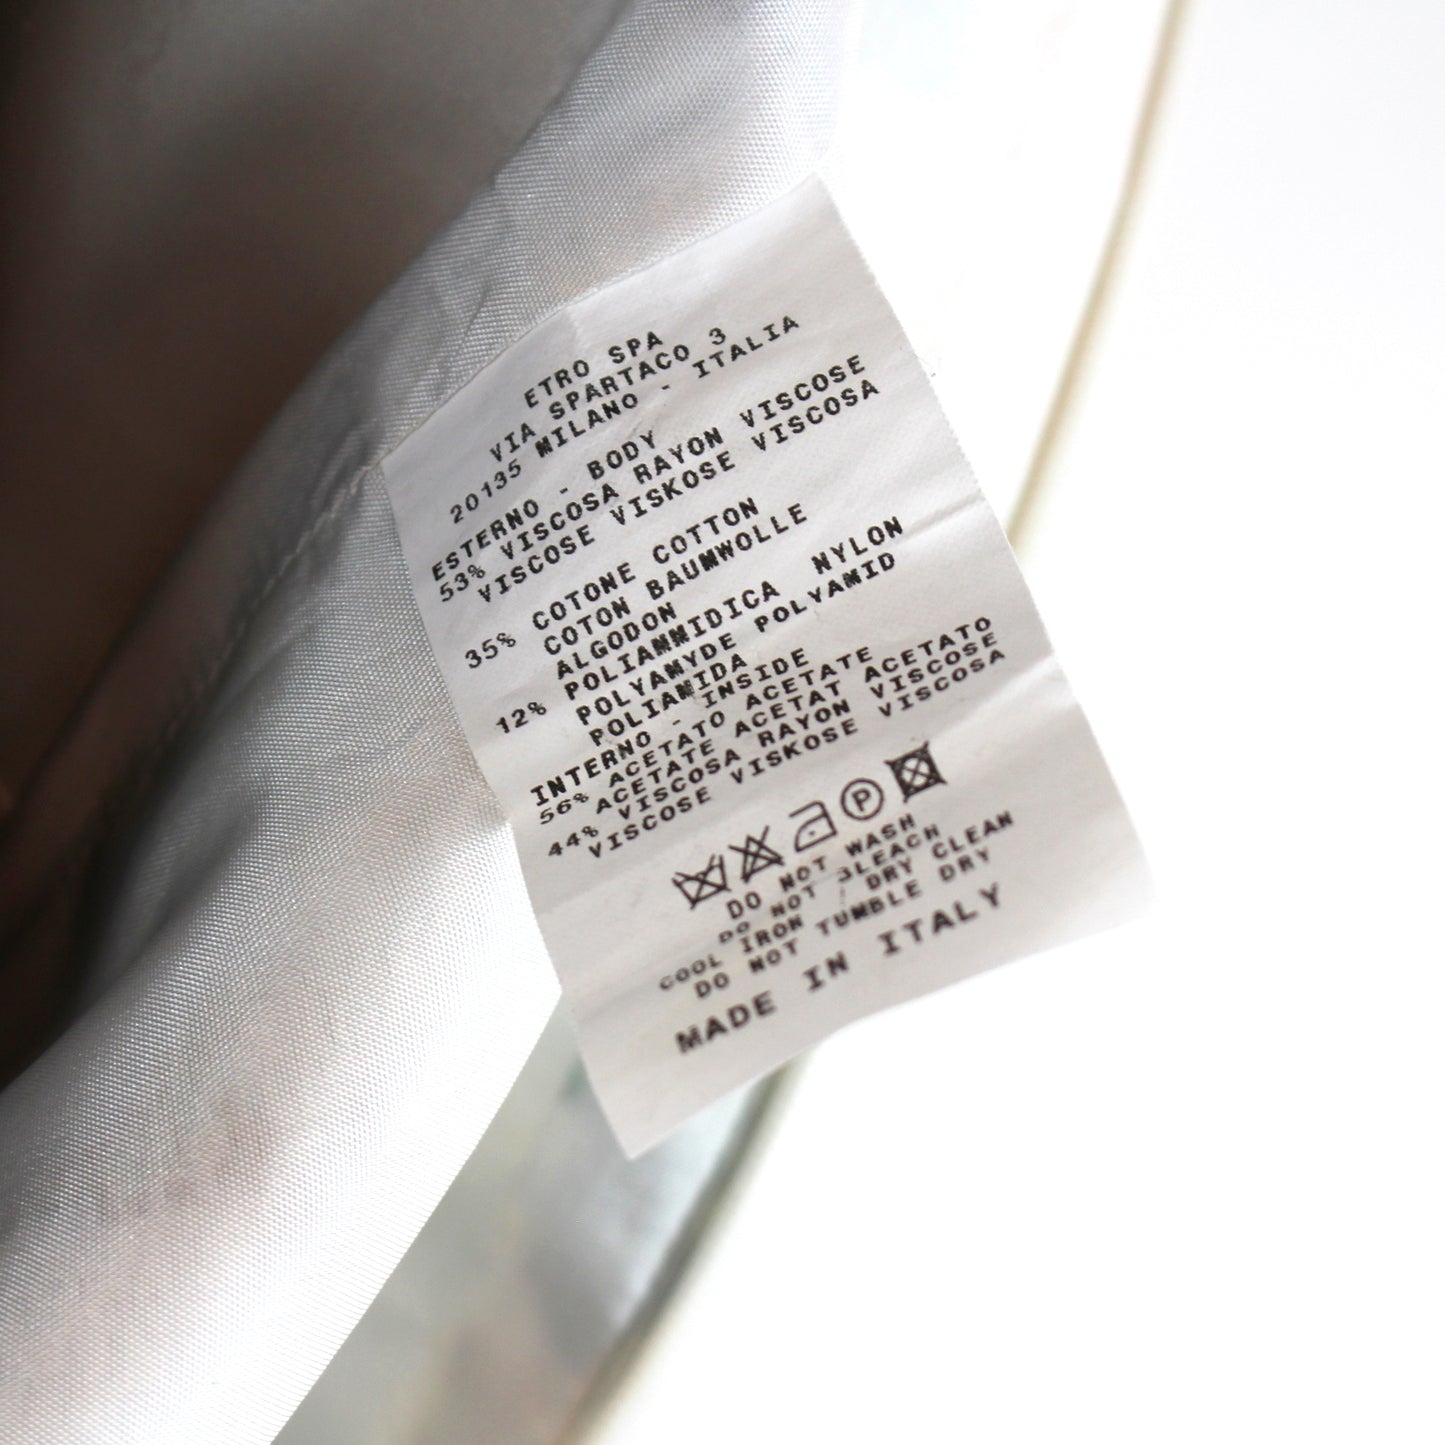 ETRO SPA
VIA SPARTACO 3
20135 MILANO - ITALIA
ESTERNO - BODY
53% VISCOSA RAYON VISCOSE
VISCOSE VISKOSE VISCOSA
35% COTONE COTTON
COTON BAUMWOLLE
ALGODON
12% POLIAMMIDICA NYLON
POLYAMYDE POLYAMID
POLIAMIDA
INTERNO - INSIDE
56% ACETATO ACETATE
ACETATE ACETAT ACETATO
44% VISCOSA RAYON VISCOSE
VISCOSE VISKOSE VISCOSA
P
DO NOT WASH
DO NOT BLEACH
COOL IRON / DRY CLEAN
DO NOT TUMBLE DRY
MADE IN ITALY